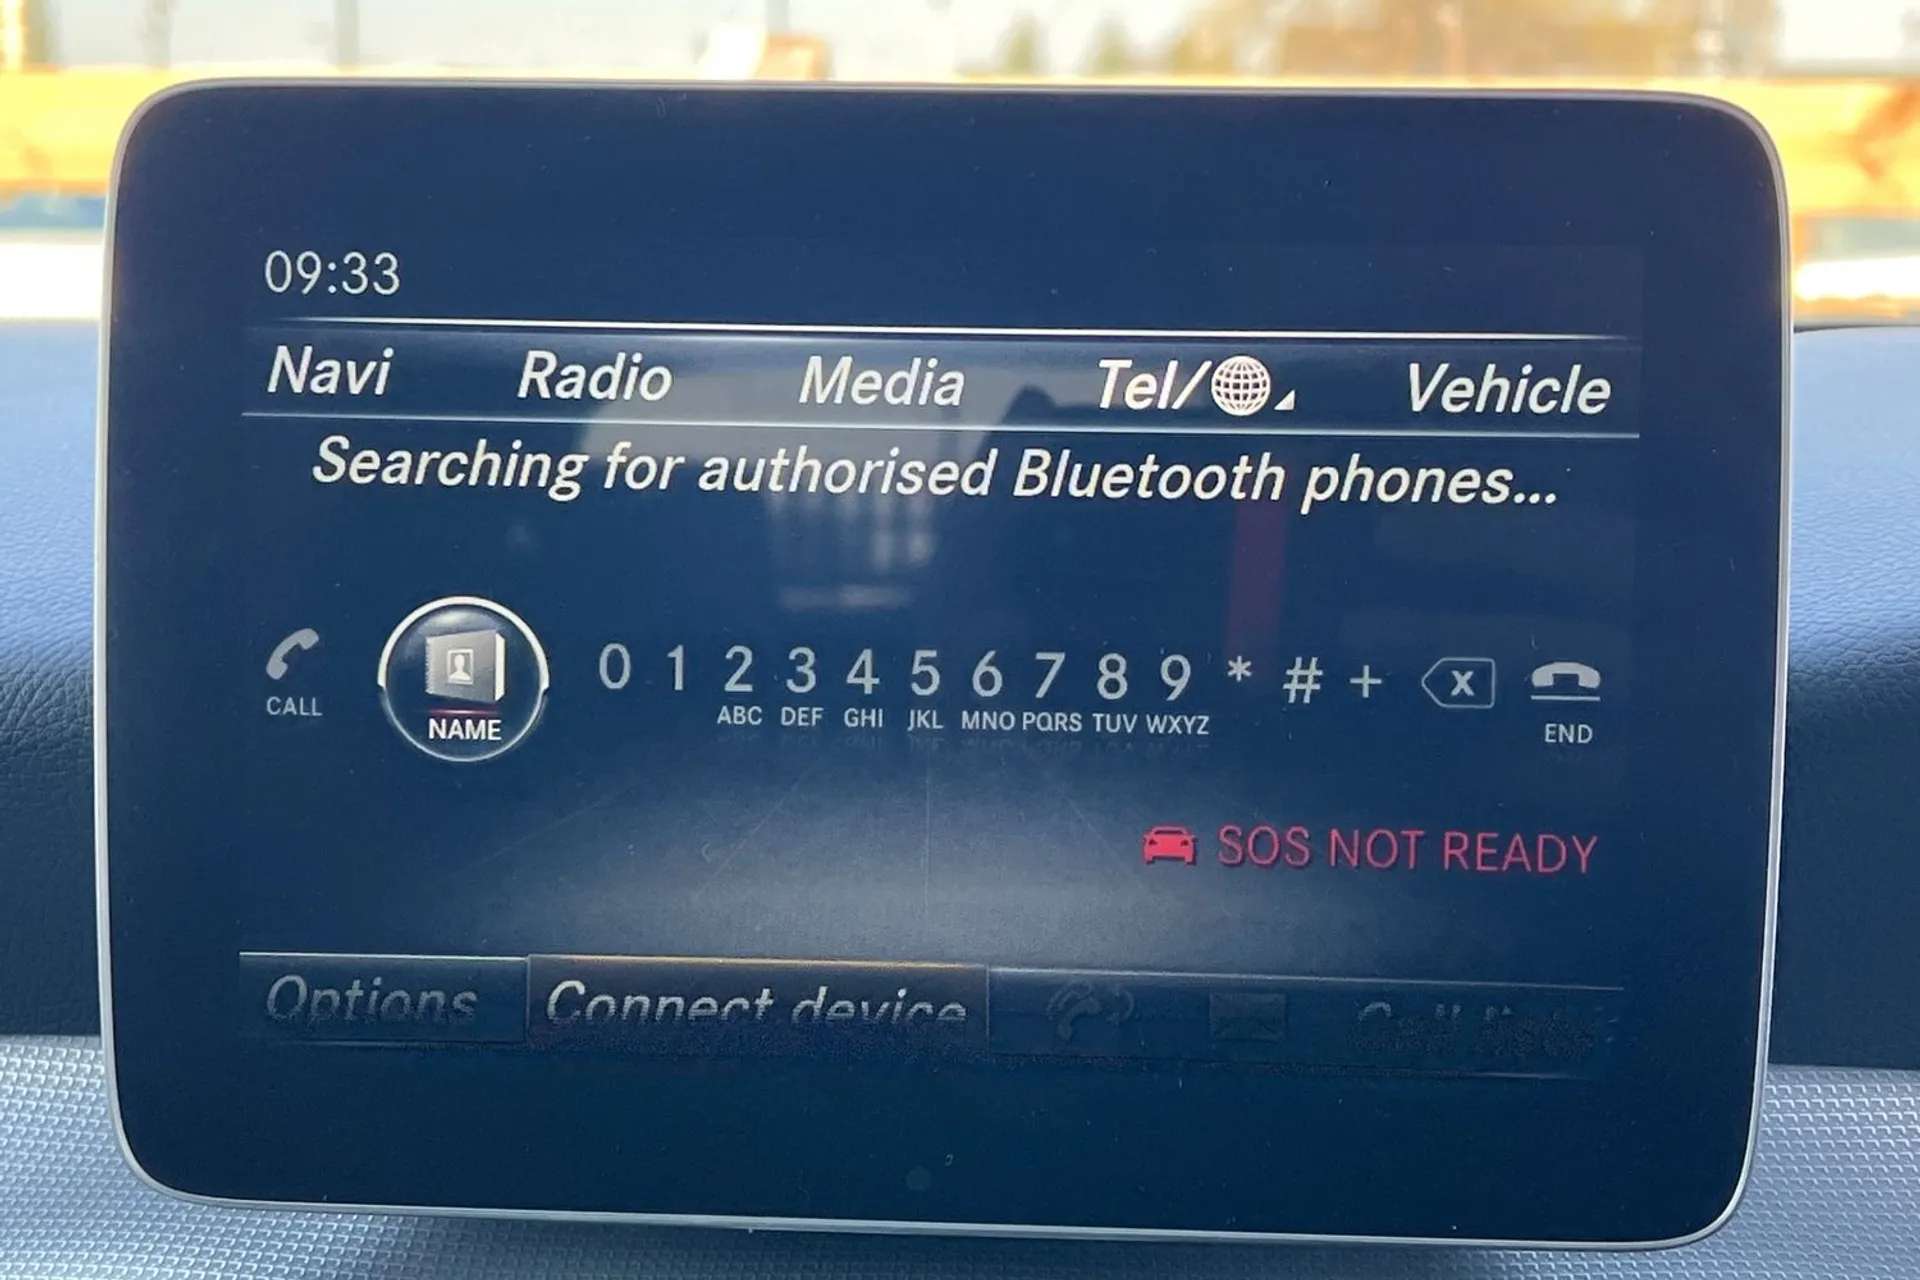 09:33
Navi Radio Media Tel/ Vehicle
Searching for authorised Bluetooth phones...
0 1 2 3 4 5 6 7 8 9 * # + X
CALL NAME ABC DEF GHI JKL MNO PQRS TUV WXYZ END
SOS NOT READY
Options Connect device Call lists